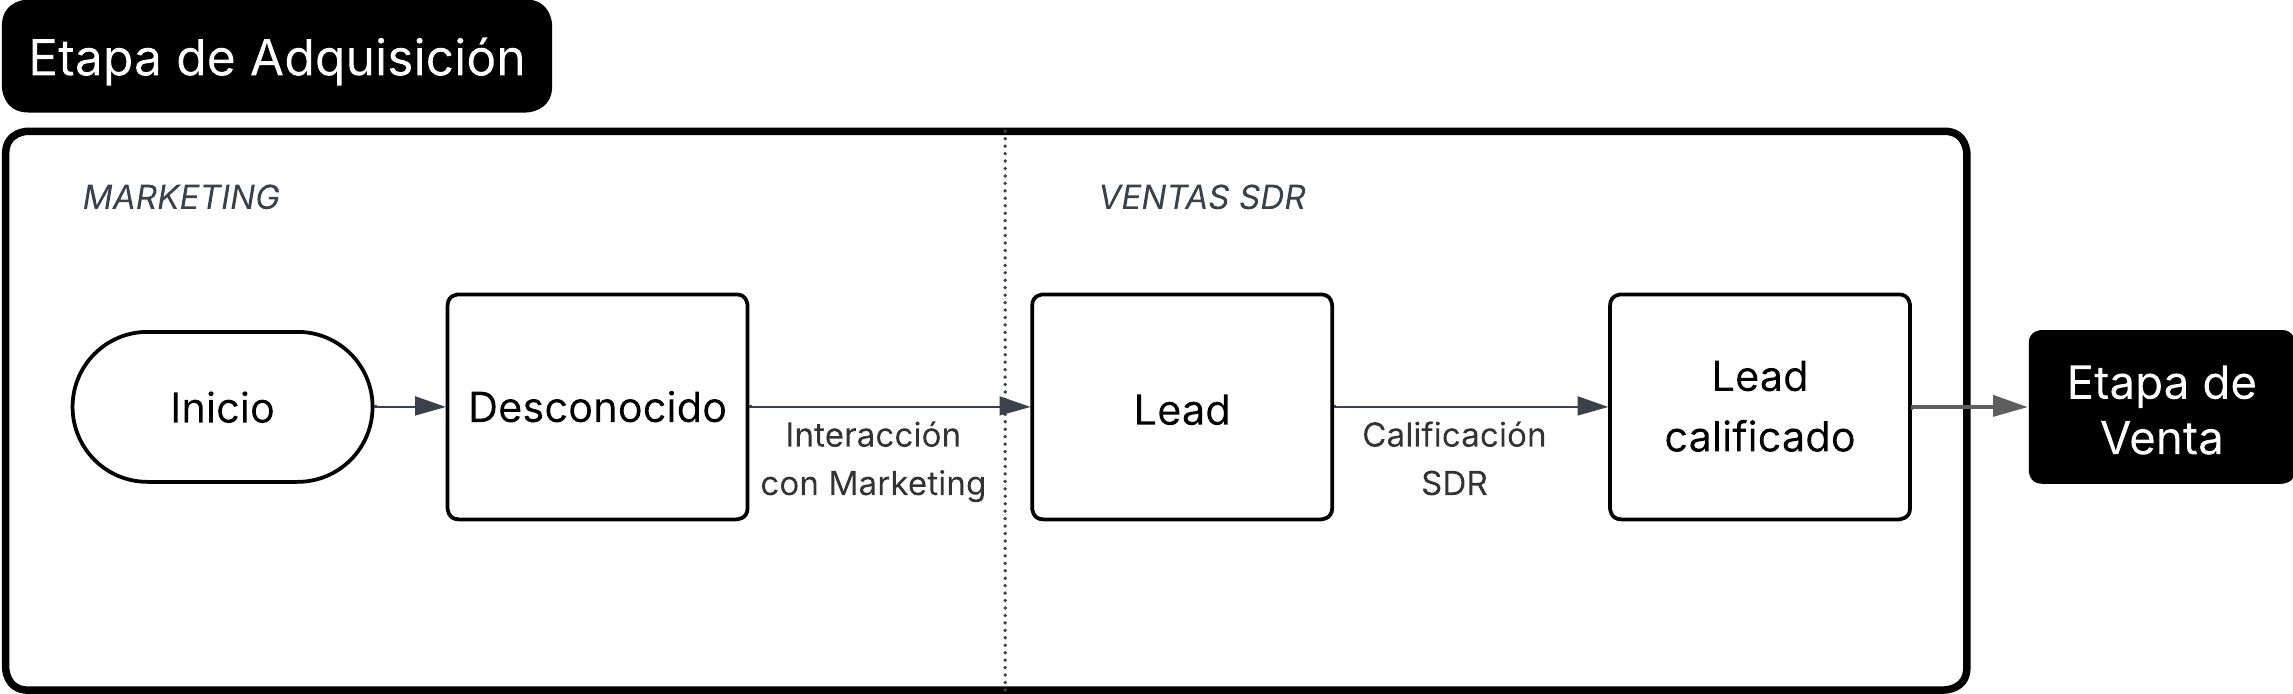 Etapa de Adquisición
MARKETING
VENTAS SDR
Inicio
Desconocido
Interacción
con Marketing
Lead
Calificación
SDR
Lead
calificado
Etapa de
Venta